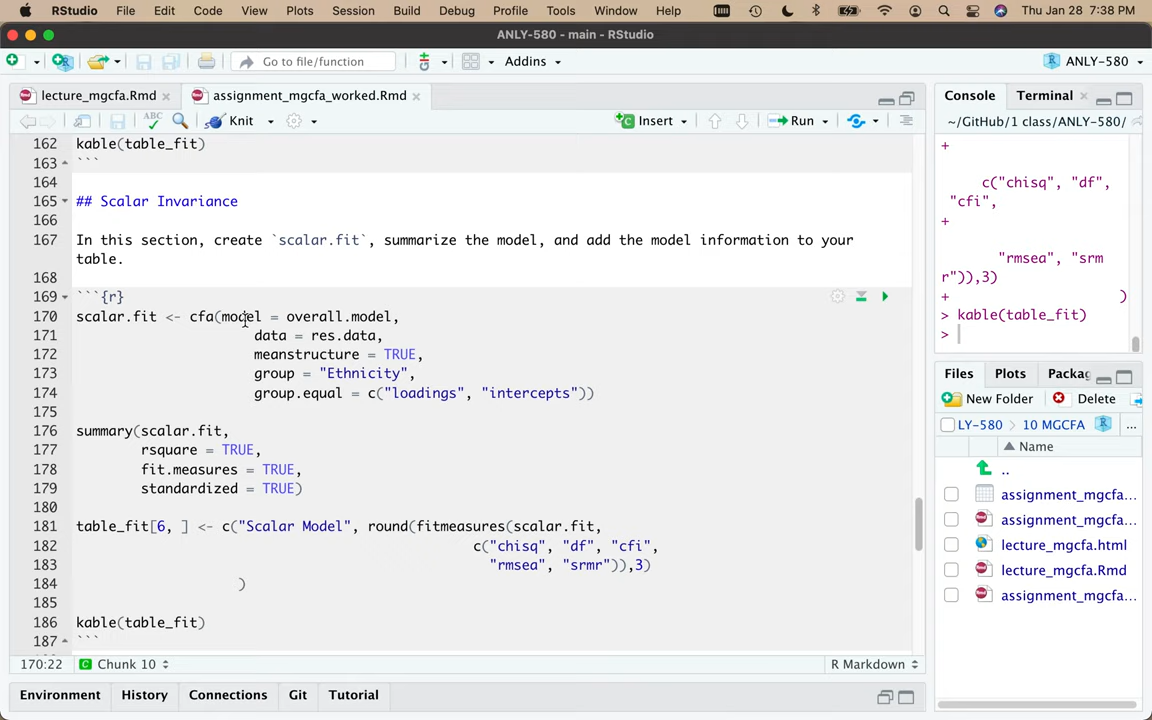 RStudio File Edit Code View Plots Session Build Debug Profile Tools Window Help Thu Jan 28 7:38 PM
ANLY-580 - main - RStudio
Go to file/function Addins ANLY-580
lecture_mgcfa.Rmd assignment_mgcfa_worked.Rmd
ABC Knit Insert Run
162 kable(table_fit)
163 ```
164
165 ## Scalar Invariance
166
167 In this section, create `scalar.fit`, summarize the model, and add the model information to your
table.
168
169 ```{r}
170 scalar.fit <- cfa(model = overall.model,
171 data = res.data,
172 meanstructure = TRUE,
173 group = "Ethnicity",
174 group.equal = c("loadings", "intercepts"))
175
176 summary(scalar.fit,
177 rsquare = TRUE,
178 fit.measures = TRUE,
179 standardized = TRUE)
180
181 table_fit[6, ] <- c("Scalar Model", round(fitmeasures(scalar.fit,
182 c("chisq", "df", "cfi",
183 "rmsea", "srmr")),3)
184 )
185
186 kable(table_fit)
187 ```
170:22 Chunk 10 R Markdown
Environment History Connections Git Tutorial
Console Terminal
~/GitHub/1 class/ANLY-580/
+
c("chisq", "df",
"cfi",
+
"rmsea", "srm
r")),3)
+ )
> kable(table_fit)
>
Files Plots Packag
New Folder Delete
LY-580 10 MGCFA ...
Name
..
assignment_mgcfa...
assignment_mgcfa...
lecture_mgcfa.html
lecture_mgcfa.Rmd
assignment_mgcfa...